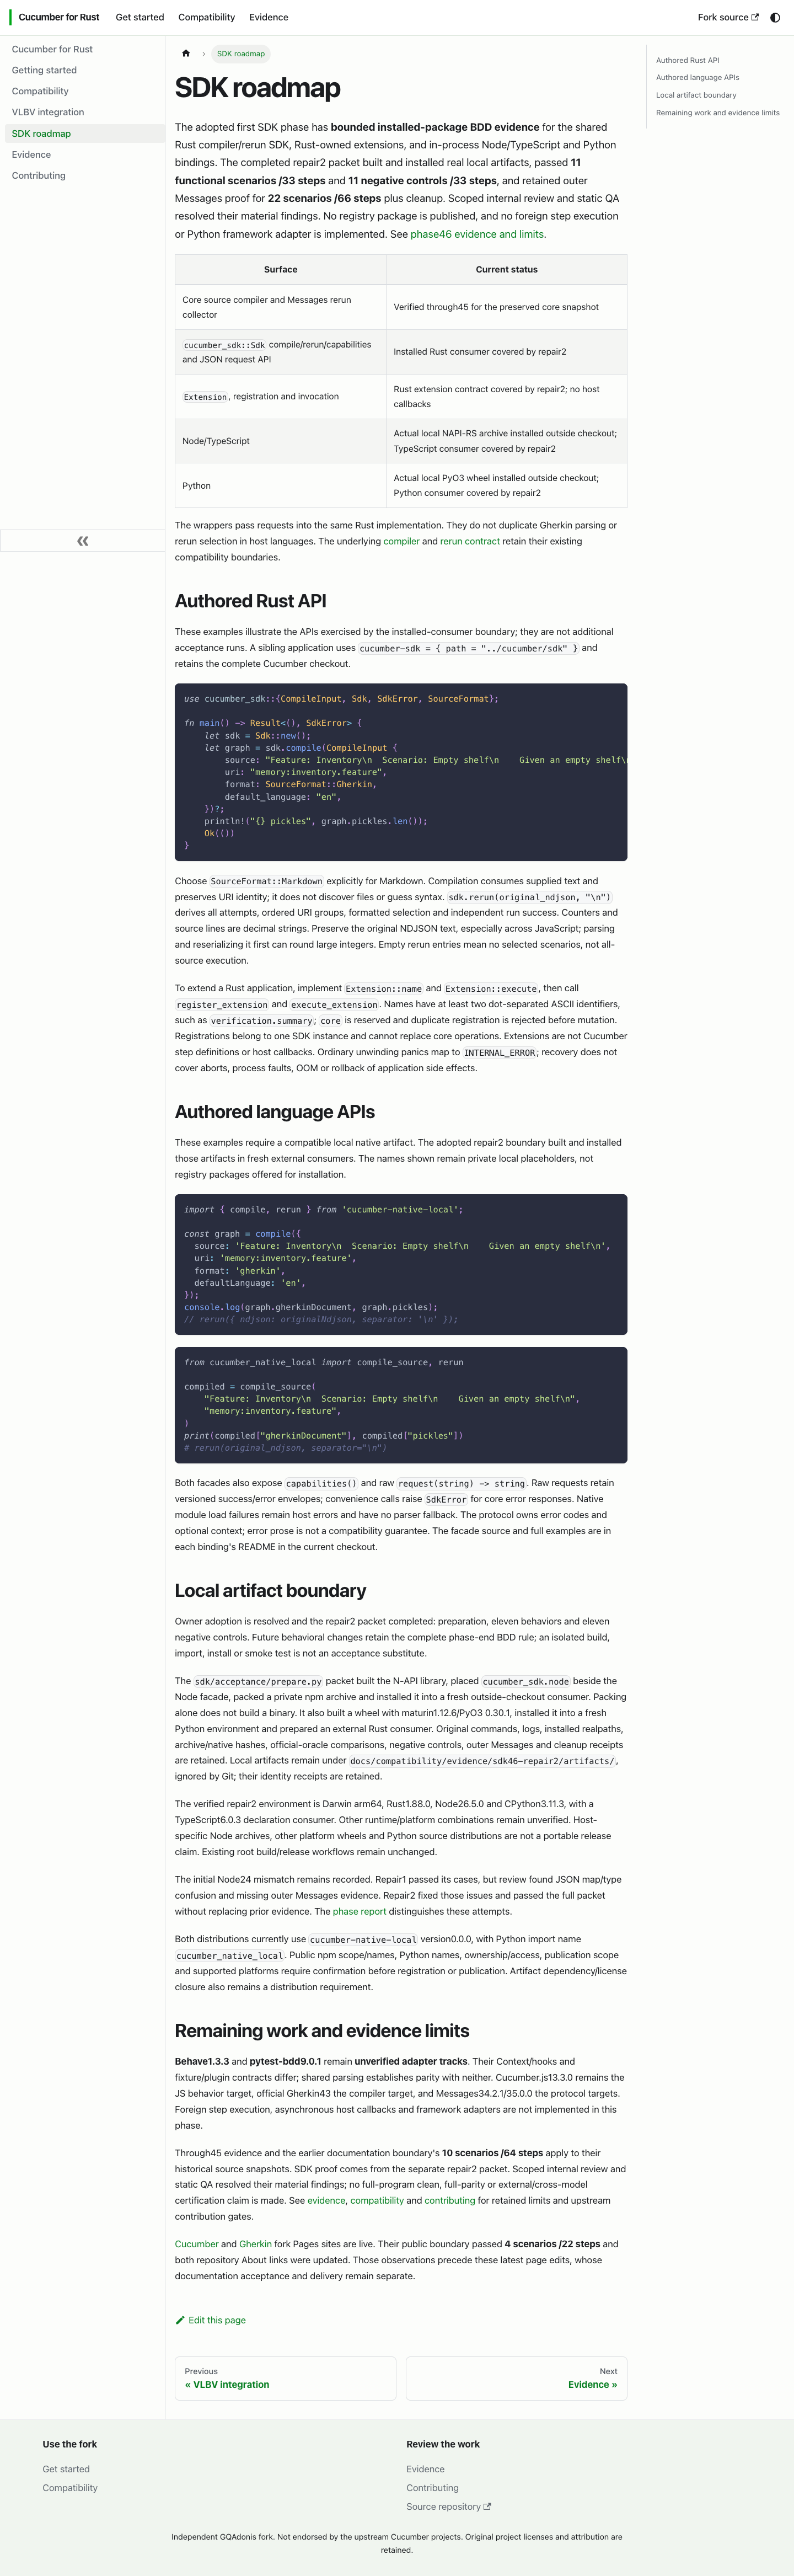 Cucumber for Rust
Get started
Compatibility
Evidence
Fork source
Cucumber for Rust
Getting started
Compatibility
VLBV integration
SDK roadmap
Evidence
Contributing
SDK roadmap
SDK roadmap
The adopted first SDK phase has bounded installed-package BDD evidence for the shared
Rust compiler/rerun SDK, Rust-owned extensions, and in-process Node/TypeScript and Python
bindings. The completed repair2 packet built and installed real local artifacts, passed 11
functional scenarios /33 steps and 11 negative controls /33 steps, and retained outer
Messages proof for 22 scenarios /66 steps plus cleanup. Scoped internal review and static QA
resolved their material findings. No registry package is published, and no foreign step execution
or Python framework adapter is implemented. See phase46 evidence and limits.
Surface
Current status
Core source compiler and Messages rerun
collector
Verified through45 for the preserved core snapshot
cucumber_sdk::Sdk compile/rerun/capabilities
and JSON request API
Installed Rust consumer covered by repair2
Extension, registration and invocation
Rust extension contract covered by repair2; no host
callbacks
Node/TypeScript
Actual local NAPI-RS archive installed outside checkout;
TypeScript consumer covered by repair2
Python
Actual local PyO3 wheel installed outside checkout;
Python consumer covered by repair2
The wrappers pass requests into the same Rust implementation. They do not duplicate Gherkin parsing or
rerun selection in host languages. The underlying compiler and rerun contract retain their existing
compatibility boundaries.
Authored Rust API
These examples illustrate the APIs exercised by the installed-consumer boundary; they are not additional
acceptance runs. A sibling application uses cucumber-sdk = { path = "../cucumber/sdk" } and
retains the complete Cucumber checkout.
use cucumber_sdk::{CompileInput, Sdk, SdkError, SourceFormat};
fn main() -> Result<(), SdkError> {
let sdk = Sdk::new();
let graph = sdk.compile(CompileInput {
source: "Feature: Inventory\n  Scenario: Empty shelf\n    Given an empty shelf\n
uri: "memory:inventory.feature",
format: SourceFormat::Gherkin,
default_language: "en",
})?;
println!("{} pickles", graph.pickles.len());
Ok(())
}
Choose SourceFormat::Markdown explicitly for Markdown. Compilation consumes supplied text and
preserves URI identity; it does not discover files or guess syntax. sdk.rerun(original_ndjson, "\n")
derives all attempts, ordered URI groups, formatted selection and independent run success. Counters and
source lines are decimal strings. Preserve the original NDJSON text, especially across JavaScript; parsing
and reserializing it first can round large integers. Empty rerun entries mean no selected scenarios, not all-
source execution.
To extend a Rust application, implement Extension::name and Extension::execute, then call
register_extension and execute_extension. Names have at least two dot-separated ASCII identifiers,
such as verification.summary; core is reserved and duplicate registration is rejected before mutation.
Registrations belong to one SDK instance and cannot replace core operations. Extensions are not Cucumber
step definitions or host callbacks. Ordinary unwinding panics map to INTERNAL_ERROR; recovery does not
cover aborts, process faults, OOM or rollback of application side effects.
Authored language APIs
These examples require a compatible local native artifact. The adopted repair2 boundary built and installed
those artifacts in fresh external consumers. The names shown remain private local placeholders, not
registry packages offered for installation.
import { compile, rerun } from 'cucumber-native-local';
const graph = compile({
source: 'Feature: Inventory\n  Scenario: Empty shelf\n    Given an empty shelf\n',
uri: 'memory:inventory.feature',
format: 'gherkin',
defaultLanguage: 'en',
});
console.log(graph.gherkinDocument, graph.pickles);
// rerun({ ndjson: originalNdjson, separator: '\n' });
from cucumber_native_local import compile_source, rerun
compiled = compile_source(
"Feature: Inventory\n  Scenario: Empty shelf\n    Given an empty shelf\n",
"memory:inventory.feature",
)
print(compiled["gherkinDocument"], compiled["pickles"])
# rerun(original_ndjson, separator="\n")
Both facades also expose capabilities() and raw request(string) -> string. Raw requests retain
versioned success/error envelopes; convenience calls raise SdkError for core error responses. Native
module load failures remain host errors and have no parser fallback. The protocol owns error codes and
optional context; error prose is not a compatibility guarantee. The facade source and full examples are in
each binding's README in the current checkout.
Local artifact boundary
Owner adoption is resolved and the repair2 packet completed: preparation, eleven behaviors and eleven
negative controls. Future behavioral changes retain the complete phase-end BDD rule; an isolated build,
import, install or smoke test is not an acceptance substitute.
The sdk/acceptance/prepare.py packet built the N-API library, placed cucumber_sdk.node beside the
Node facade, packed a private npm archive and installed it into a fresh outside-checkout consumer. Packing
alone does not build a binary. It also built a wheel with maturin1.12.6/PyO3 0.30.1, installed it into a fresh
Python environment and prepared an external Rust consumer. Original commands, logs, installed realpaths,
archive/native hashes, official-oracle comparisons, negative controls, outer Messages and cleanup receipts
are retained. Local artifacts remain under docs/compatibility/evidence/sdk46-repair2/artifacts/,
ignored by Git; their identity receipts are retained.
The verified repair2 environment is Darwin arm64, Rust1.88.0, Node26.5.0 and CPython3.11.3, with a
TypeScript6.0.3 declaration consumer. Other runtime/platform combinations remain unverified. Host-
specific Node archives, other platform wheels and Python source distributions are not a portable release
claim. Existing root build/release workflows remain unchanged.
The initial Node24 mismatch remains recorded. Repair1 passed its cases, but review found JSON map/type
confusion and missing outer Messages evidence. Repair2 fixed those issues and passed the full packet
without replacing prior evidence. The phase report distinguishes these attempts.
Both distributions currently use cucumber-native-local version0.0.0, with Python import name
cucumber_native_local. Public npm scope/names, Python names, ownership/access, publication scope
and supported platforms require confirmation before registration or publication. Artifact dependency/license
closure also remains a distribution requirement.
Remaining work and evidence limits
Behave1.3.3 and pytest-bdd9.0.1 remain unverified adapter tracks. Their Context/hooks and
fixture/plugin contracts differ; shared parsing establishes parity with neither. Cucumber.js13.3.0 remains the
JS behavior target, official Gherkin43 the compiler target, and Messages34.2.1/35.0.0 the protocol targets.
Foreign step execution, asynchronous host callbacks and framework adapters are not implemented in this
phase.
Through45 evidence and the earlier documentation boundary's 10 scenarios /64 steps apply to their
historical source snapshots. SDK proof comes from the separate repair2 packet. Scoped internal review and
static QA resolved their material findings; no full-program clean, full-parity or external/cross-model
certification claim is made. See evidence, compatibility and contributing for retained limits and upstream
contribution gates.
Cucumber and Gherkin fork Pages sites are live. Their public boundary passed 4 scenarios /22 steps and
both repository About links were updated. Those observations precede these latest page edits, whose
documentation acceptance and delivery remain separate.
Edit this page
Previous
« VLBV integration
Next
Evidence »
Authored Rust API
Authored language APIs
Local artifact boundary
Remaining work and evidence limits
Use the fork
Get started
Compatibility
Review the work
Evidence
Contributing
Source repository
Independent GQAdonis fork. Not endorsed by the upstream Cucumber projects. Original project licenses and attribution are
retained.